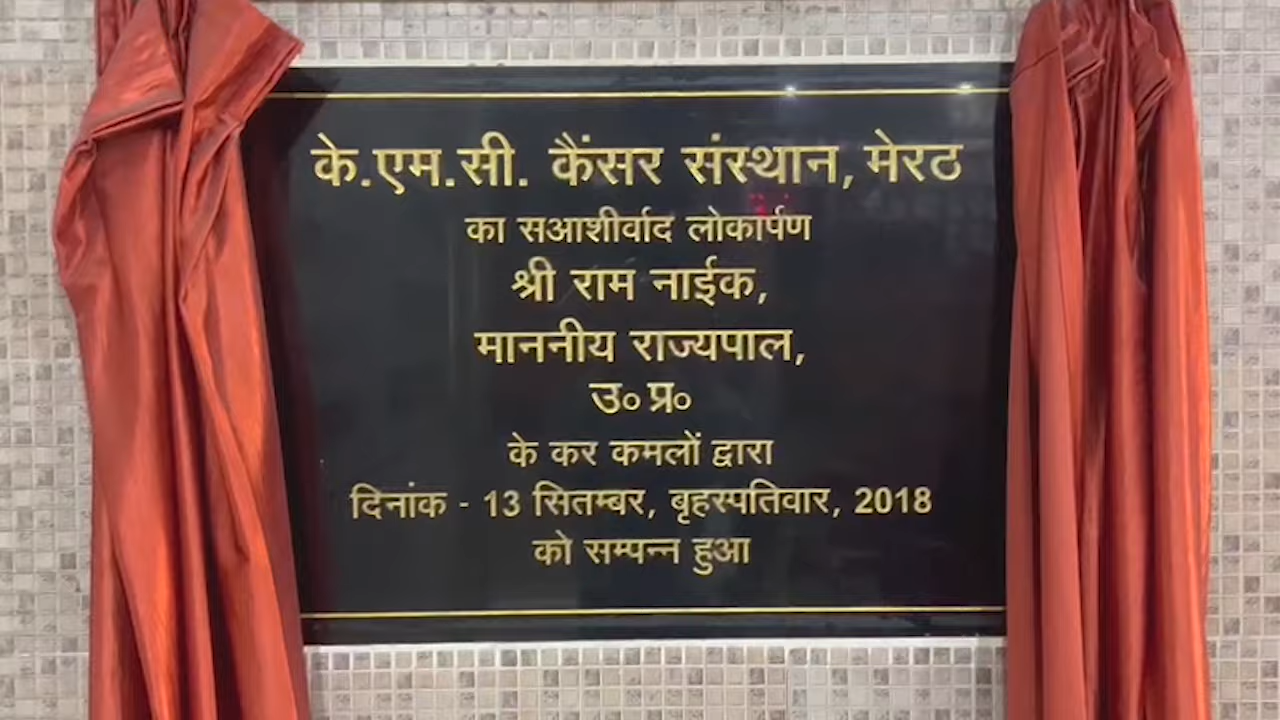 के.एम.सी. कैंसर संस्थान, मेरठ
का सआशीर्वाद लोकार्पण
श्री राम नाईक,
माननीय राज्यपाल,
उ० प्र०
के कर कमलों द्वारा
दिनांक - 13 सितम्बर, बृहस्पतिवार, 2018
को सम्पन्न हुआ